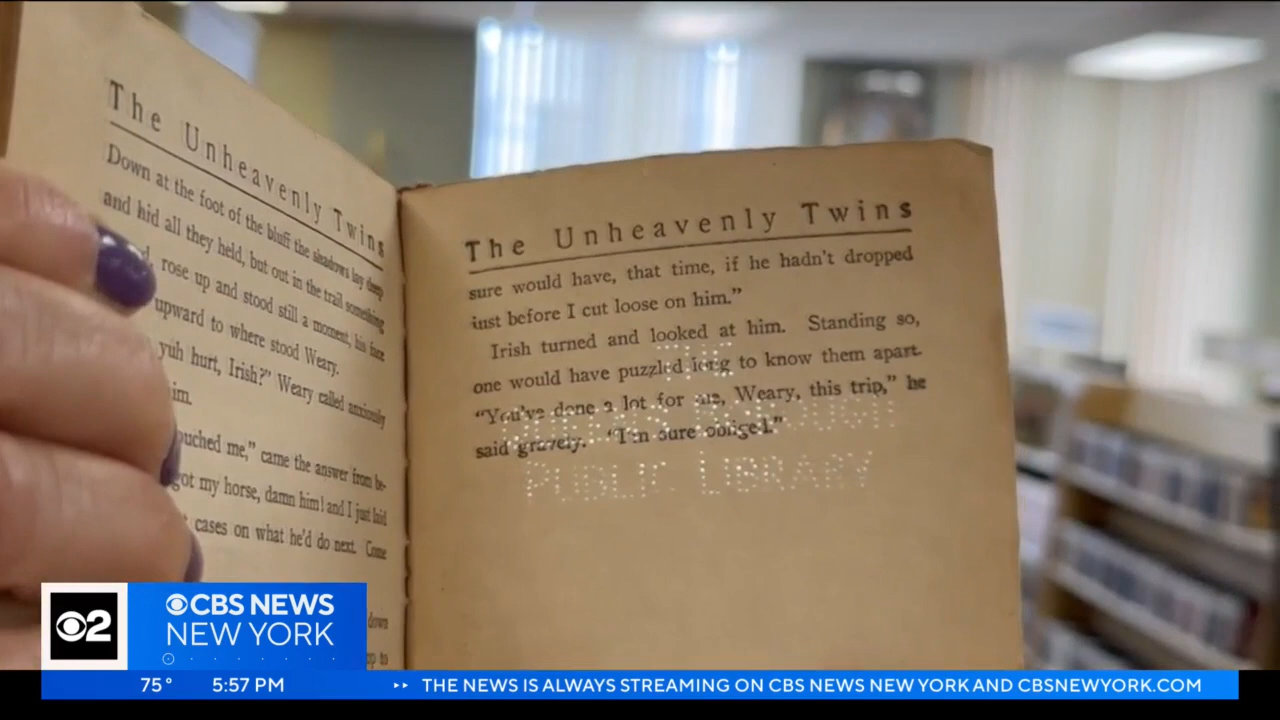 The Unheavenly Twins
Down at the foot of the bluff the shadows lay deep
and hid all they held, but out in the trail something
rose up and stood still a moment, his face
upward to where stood Weary.
yuh hurt, Irish?" Weary called anxiously
im.
ouched me," came the answer from be-
got my horse, damn him! and I just laid
cases on what he'd do next. Come
down
to
The Unheavenly Twins
sure would have, that time, if he hadn't dropped
just before I cut loose on him."
Irish turned and looked at him. Standing so,
one would have puzzled long to know them apart.
"You've done a lot for me, Weary, this trip," he
said gravely. "I'm sure obliged."
THE
BOROUGH
PUBLIC LIBRARY
2
CBS NEWS
NEW YORK
75° 5:57 PM THE NEWS IS ALWAYS STREAMING ON CBS NEWS NEW YORK AND CBSNEWYORK.COM